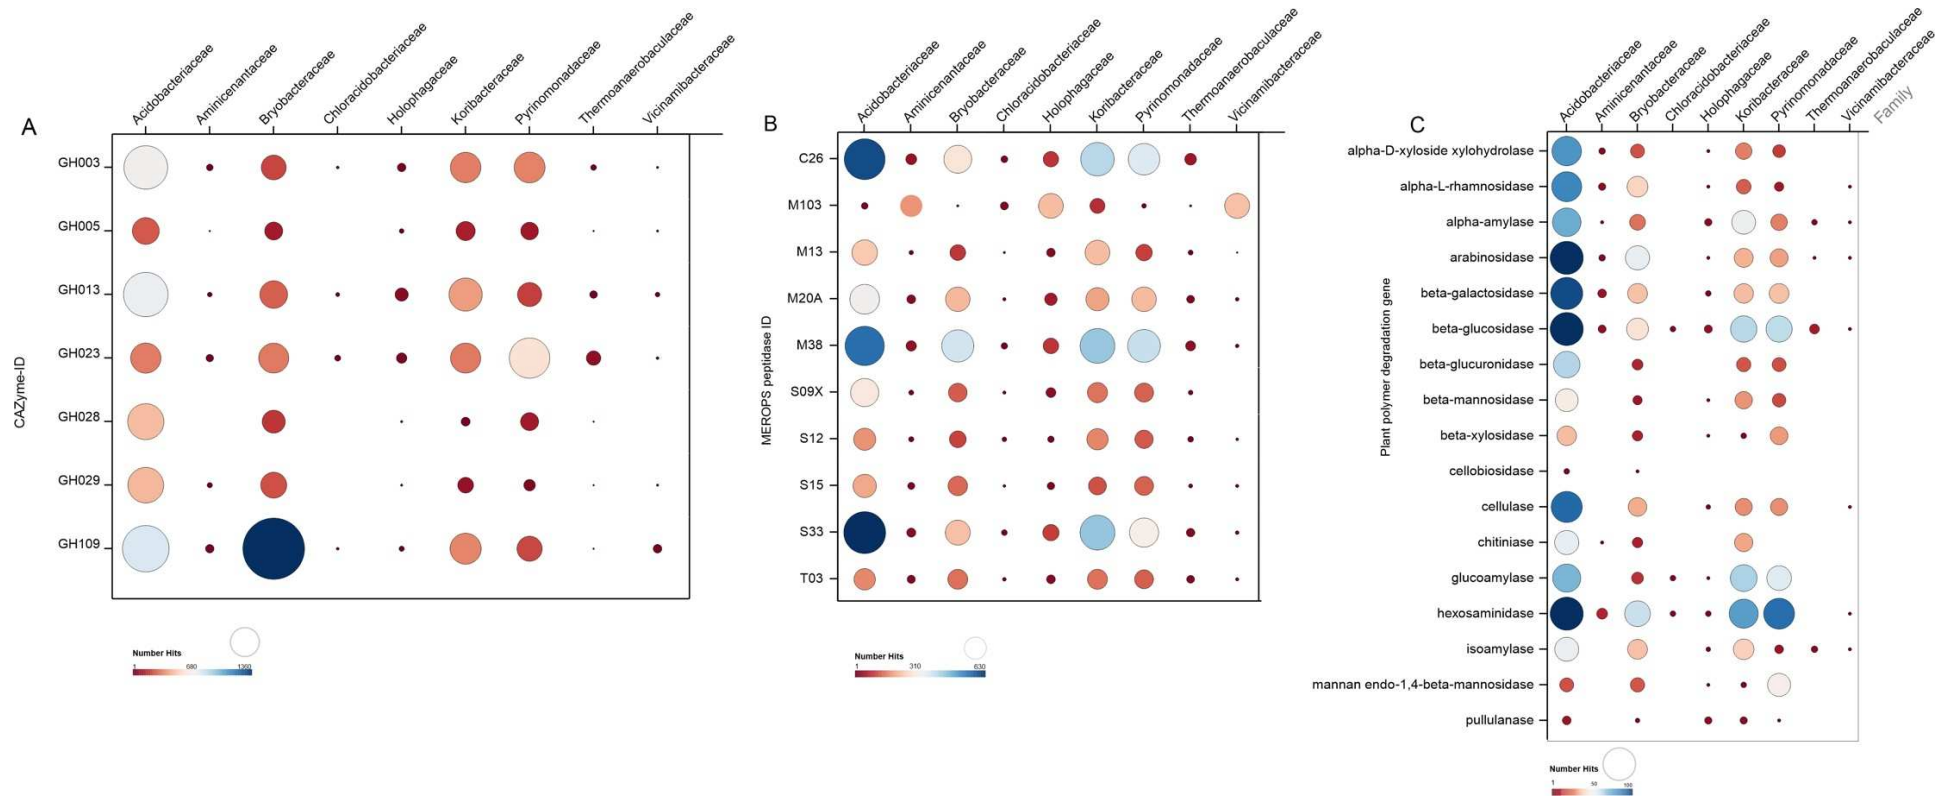 A
Acidobacteriaceae
Aminicenantaceae
Bryobacteraceae
Chloracidobacteriaceae
Holophagaceae
Koribacteraceae
Pyrinomonadaceae
Thermoanaerobaculaceae
Vicinamibacteraceae
CAZyme-ID
GH003
GH005
GH013
GH023
GH028
GH029
GH109
Number Hits
1 680 1360
B
Acidobacteriaceae
Aminicenantaceae
Bryobacteraceae
Chloracidobacteriaceae
Holophagaceae
Koribacteraceae
Pyrinomonadaceae
Thermoanaerobaculaceae
Vicinamibacteraceae
MEROPS peptidase ID
C26
M103
M13
M20A
M38
S09X
S12
S15
S33
T03
Number Hits
1 310 630
C
Acidobacteriaceae
Aminicenantaceae
Bryobacteraceae
Chloracidobacteriaceae
Holophagaceae
Koribacteraceae
Pyrinomonadaceae
Thermoanaerobaculaceae
Vicinamibacteraceae
Family
Plant polymer degradation gene
alpha-D-xyloside xylohydrolase
alpha-L-rhamnosidase
alpha-amylase
arabinosidase
beta-galactosidase
beta-glucosidase
beta-glucuronidase
beta-mannosidase
beta-xylosidase
cellobiosidase
cellulase
chitiniase
glucoamylase
hexosaminidase
isoamylase
mannan endo-1,4-beta-mannosidase
pullulanase
Number Hits
1 50 100